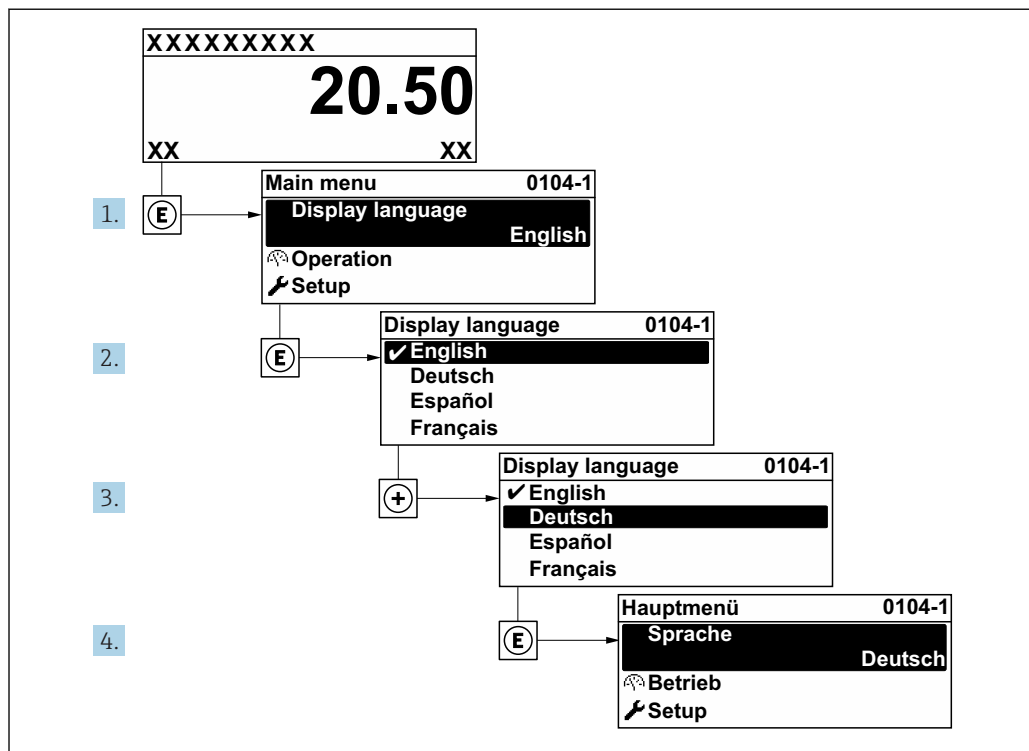 XXXXXXXXX
20.50
XX XX
1. E
Main menu 0104-1
Display language
English
Operation
Setup
2. E
Display language 0104-1
✔English
Deutsch
Español
Français
3. +
Display language 0104-1
✔English
Deutsch
Español
Français
4. E
Hauptmenü 0104-1
Sprache
Deutsch
Betrieb
Setup